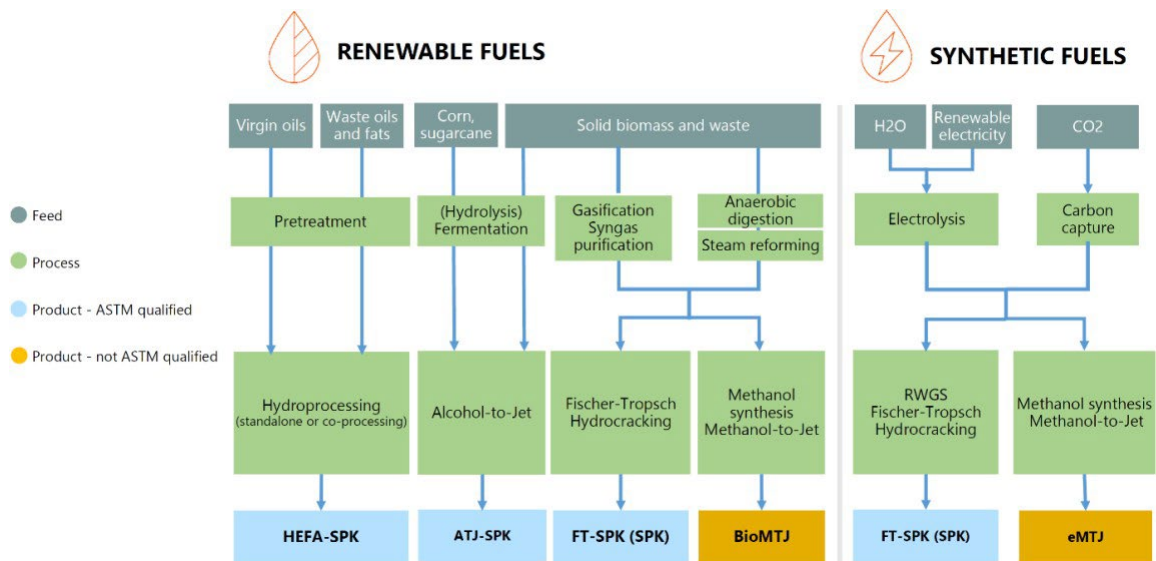 RENEWABLE FUELS
SYNTHETIC FUELS
Virgin oils
Waste oils
and fats
Corn,
sugarcane
Solid biomass and waste
H2O
Renewable
electricity
CO2
Feed
Process
Product - ASTM qualified
Product - not ASTM qualified
Pretreatment
(Hydrolysis)
Fermentation
Gasification
Syngas
purification
Anaerobic
digestion
Steam reforming
Electrolysis
Carbon
capture
Hydroprocessing
(standalone or co-processing)
Alcohol-to-Jet
Fischer-Tropsch
Hydrocracking
Methanol
synthesis
Methanol-to-Jet
RWGS
Fischer-Tropsch
Hydrocracking
Methanol synthesis
Methanol-to-Jet
HEFA-SPK
ATJ-SPK
FT-SPK (SPK)
BioMTJ
FT-SPK (SPK)
eMTJ